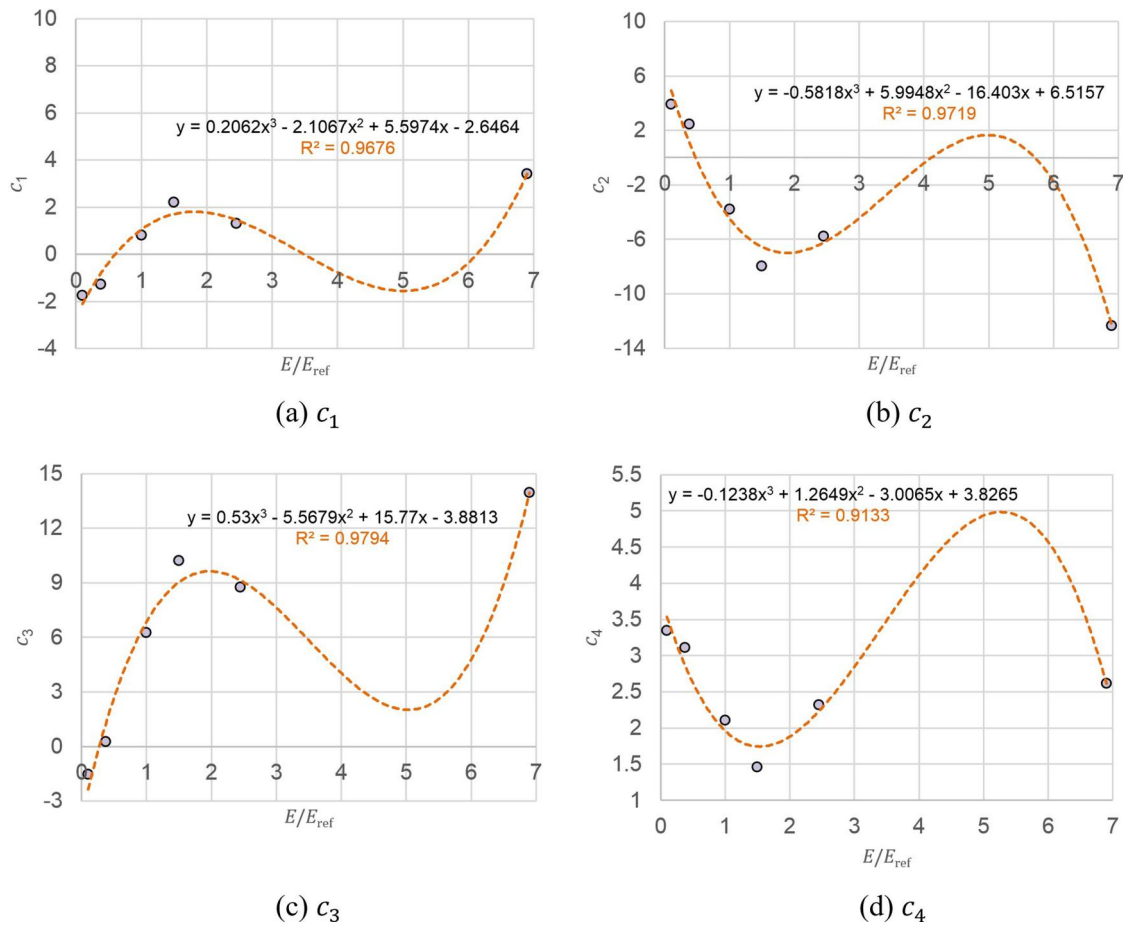 10
8
6
4
2
0
-2
-4
0 1 2 3 4 5 6 7
c₁
y = 0.2062x³ - 2.1067x² + 5.5974x - 2.6464
R² = 0.9676
E/E_ref
(a) c₁
10
6
2
-2
-6
-10
-14
0 1 2 3 4 5 6 7
c₂
y = -0.5818x³ + 5.9948x² - 16.403x + 6.5157
R² = 0.9719
E/E_ref
(b) c₂
15
12
9
6
3
0
-3
0 1 2 3 4 5 6 7
c₃
y = 0.53x³ - 5.5679x² + 15.77x - 3.8813
R² = 0.9794
E/E_ref
(c) c₃
5.5
5
4.5
4
3.5
3
2.5
2
1.5
1
0 1 2 3 4 5 6 7
c₄
y = -0.1238x³ + 1.2649x² - 3.0065x + 3.8265
R² = 0.9133
E/E_ref
(d) c₄